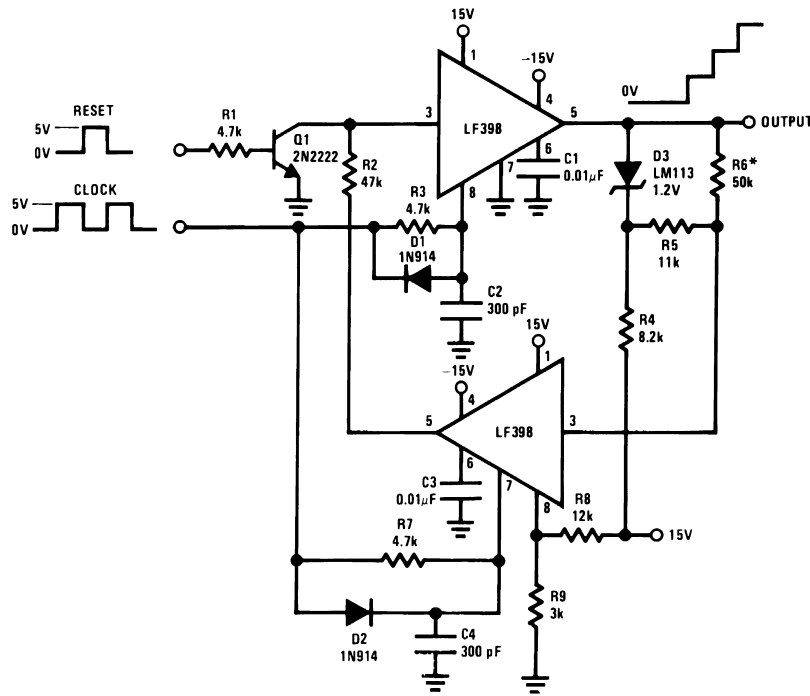 15V
1
–15V
4
0V
RESET
5V
0V
R1
4.7k
Q1
2N2222
3
LF398
5
OUTPUT
6
7
8
C1
0.01μF
D3
LM113
1.2V
R6*
50k
R2
47k
CLOCK
5V
0V
R3
4.7k
D1
1N914
R5
11k
C2
300 pF
R4
8.2k
15V
1
–15V
4
5
LF398
3
6
7
8
C3
0.01μF
R8
12k
15V
R7
4.7k
R9
3k
D2
1N914
C4
300 pF